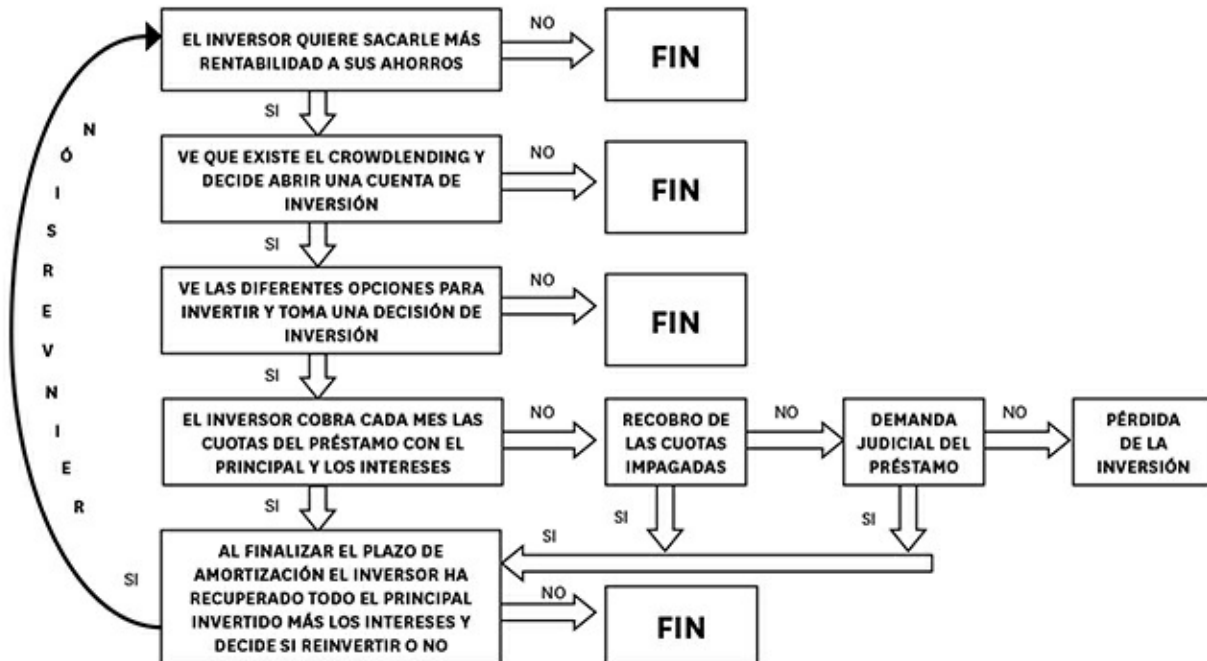 EL INVERSOR QUIERE SACARLE MÁS
RENTABILIDAD A SUS AHORROS
NO
FIN
SI
VE QUE EXISTE EL CROWDLENDING Y
DECIDE ABRIR UNA CUENTA DE
INVERSIÓN
NO
FIN
SI
VE LAS DIFERENTES OPCIONES PARA
INVERTIR Y TOMA UNA DECISIÓN DE
INVERSIÓN
NO
FIN
SI
EL INVERSOR COBRA CADA MES LAS
CUOTAS DEL PRÉSTAMO CON EL
PRINCIPAL Y LOS INTERESES
NO
RECOBRO DE
LAS CUOTAS
IMPAGADAS
NO
DEMANDA
JUDICIAL DEL
PRÉSTAMO
NO
PÉRDIDA
DE LA
INVERSIÓN
SI
SI
SI
SI
AL FINALIZAR EL PLAZO DE
AMORTIZACIÓN EL INVERSOR HA
RECUPERADO TODO EL PRINCIPAL
INVERTIDO MÁS LOS INTERESES Y
DECIDE SI REINVERTIR O NO
NO
FIN
SI
REINVERSIÓN